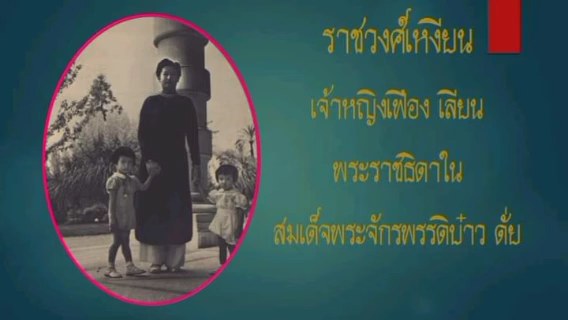 ราชวงศ์เหงียน
เจ้าหญิงเฟือง เลียน
พระราชธิดาใน
สมเด็จพระจักรพรรดิบ๋าว ดั่ย